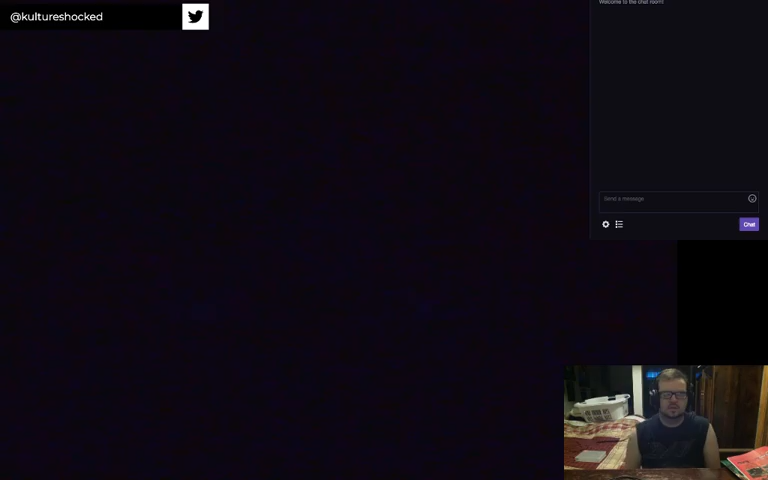 @kultureshocked
Welcome to the chat room!
Send a message
Chat